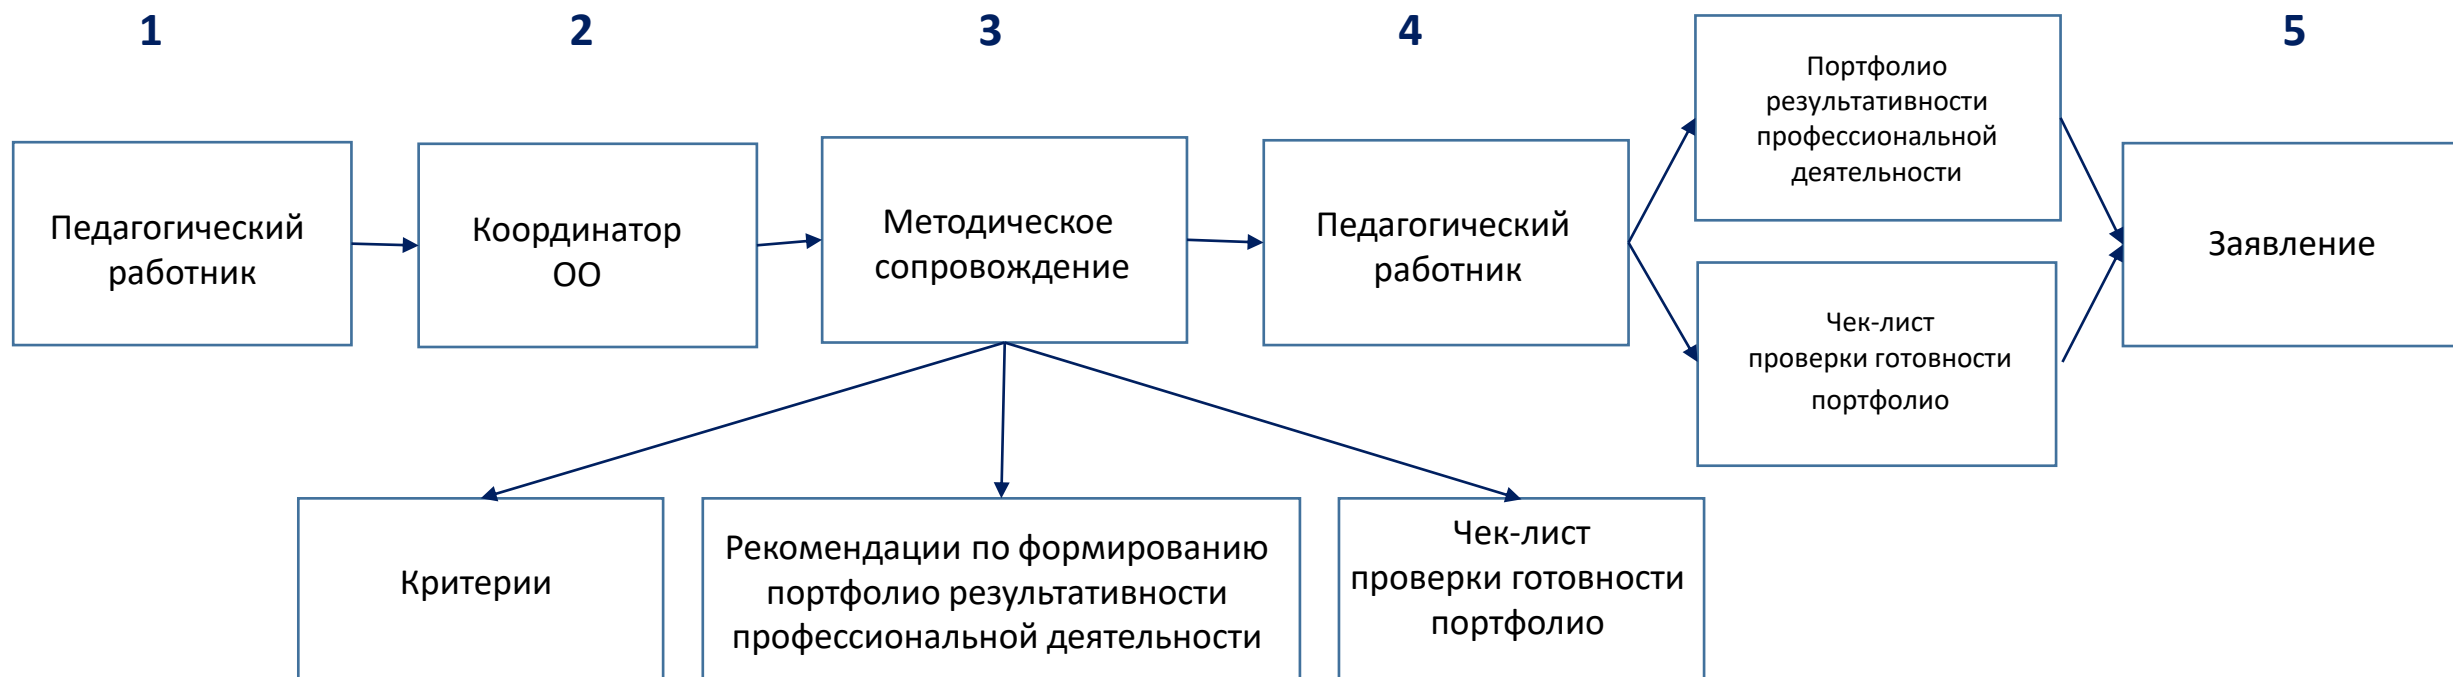 1
2
3
4
5
Педагогический
работник
Координатор
ОО
Методическое
сопровождение
Педагогический
работник
Портфолио
результативности
профессиональной
деятельности
Чек-лист
проверки готовности
портфолио
Заявление
Критерии
Рекомендации по формированию
портфолио результативности
профессиональной деятельности
Чек-лист
проверки готовности
портфолио